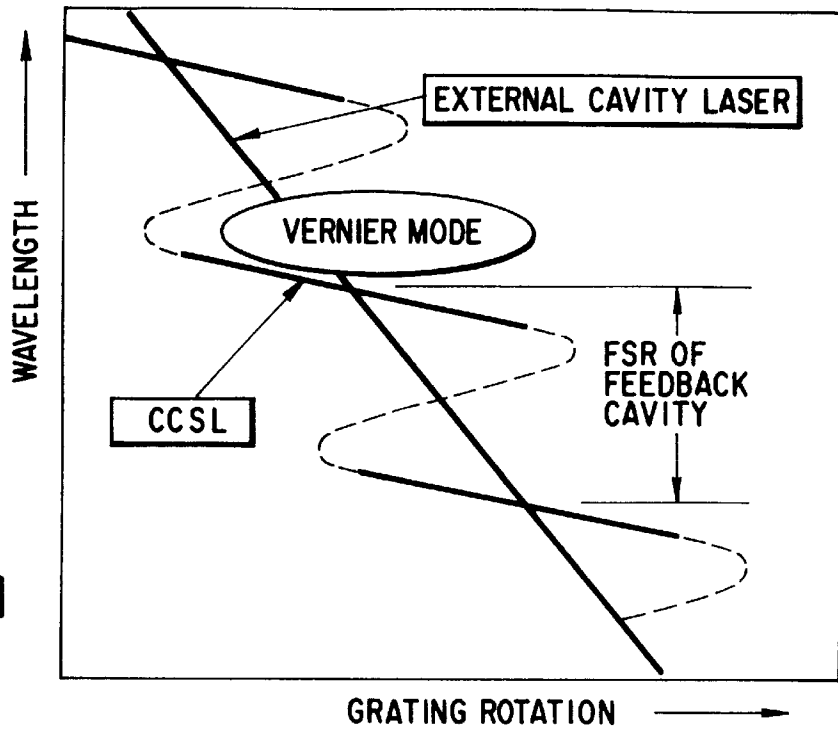 EXTERNAL CAVITY LASER
VERNIER MODE
WAVELENGTH
FSR OF
FEEDBACK
CAVITY
CCSL
GRATING ROTATION